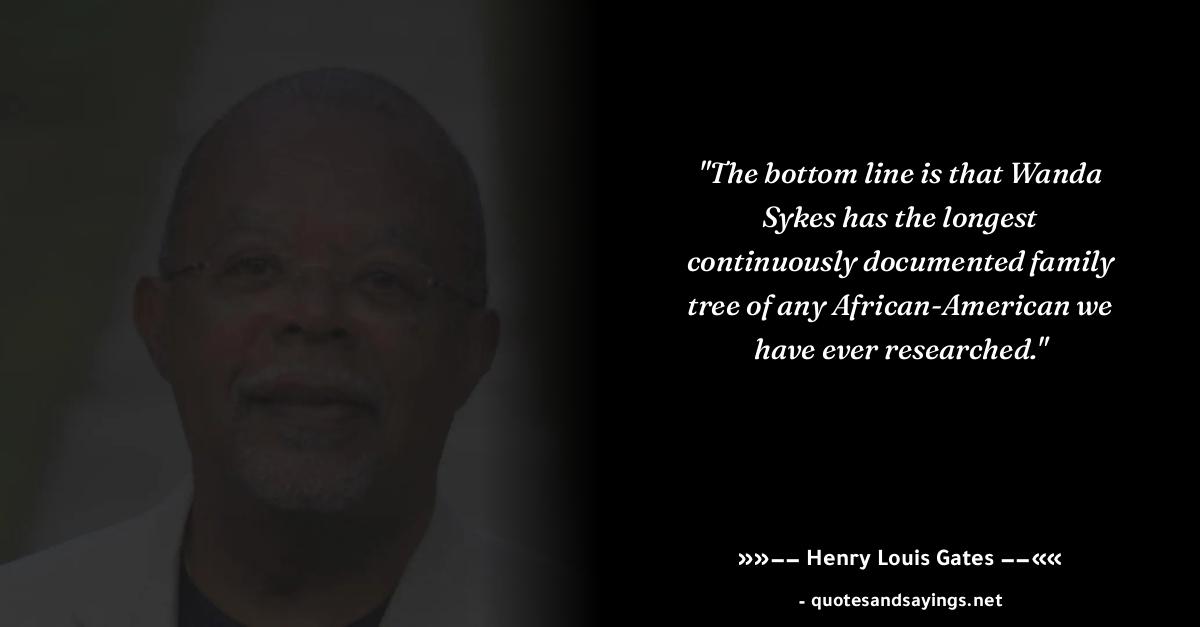 "The bottom line is that Wanda
Sykes has the longest
continuously documented family
tree of any African-American we
have ever researched."
»»−− Henry Louis Gates −−««
- quotesandsayings.net